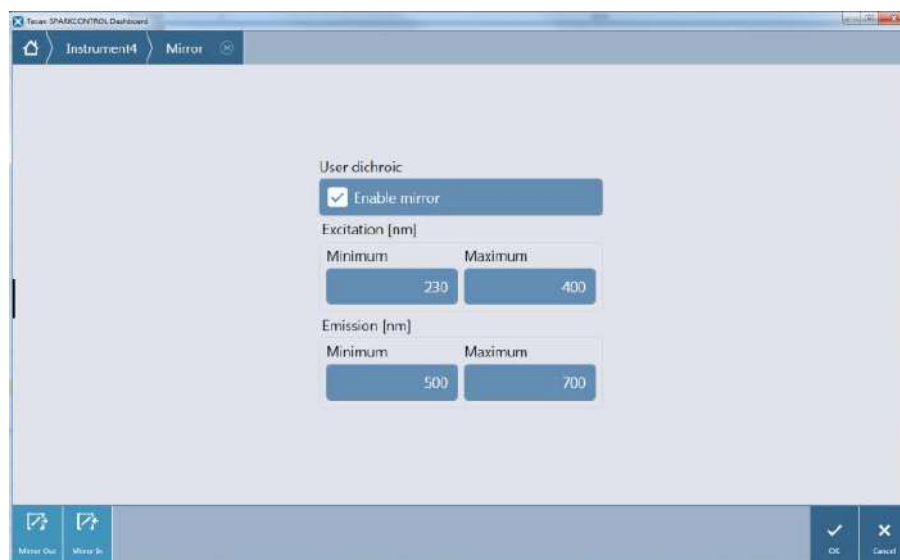 Tecan SPARKCONTROL Dashboard
Instrument4 Mirror
User dichroic
Enable mirror
Excitation [nm]
Minimum Maximum
230 400
Emission [nm]
Minimum Maximum
500 700
Mirror Out Mirror In OK Cancel